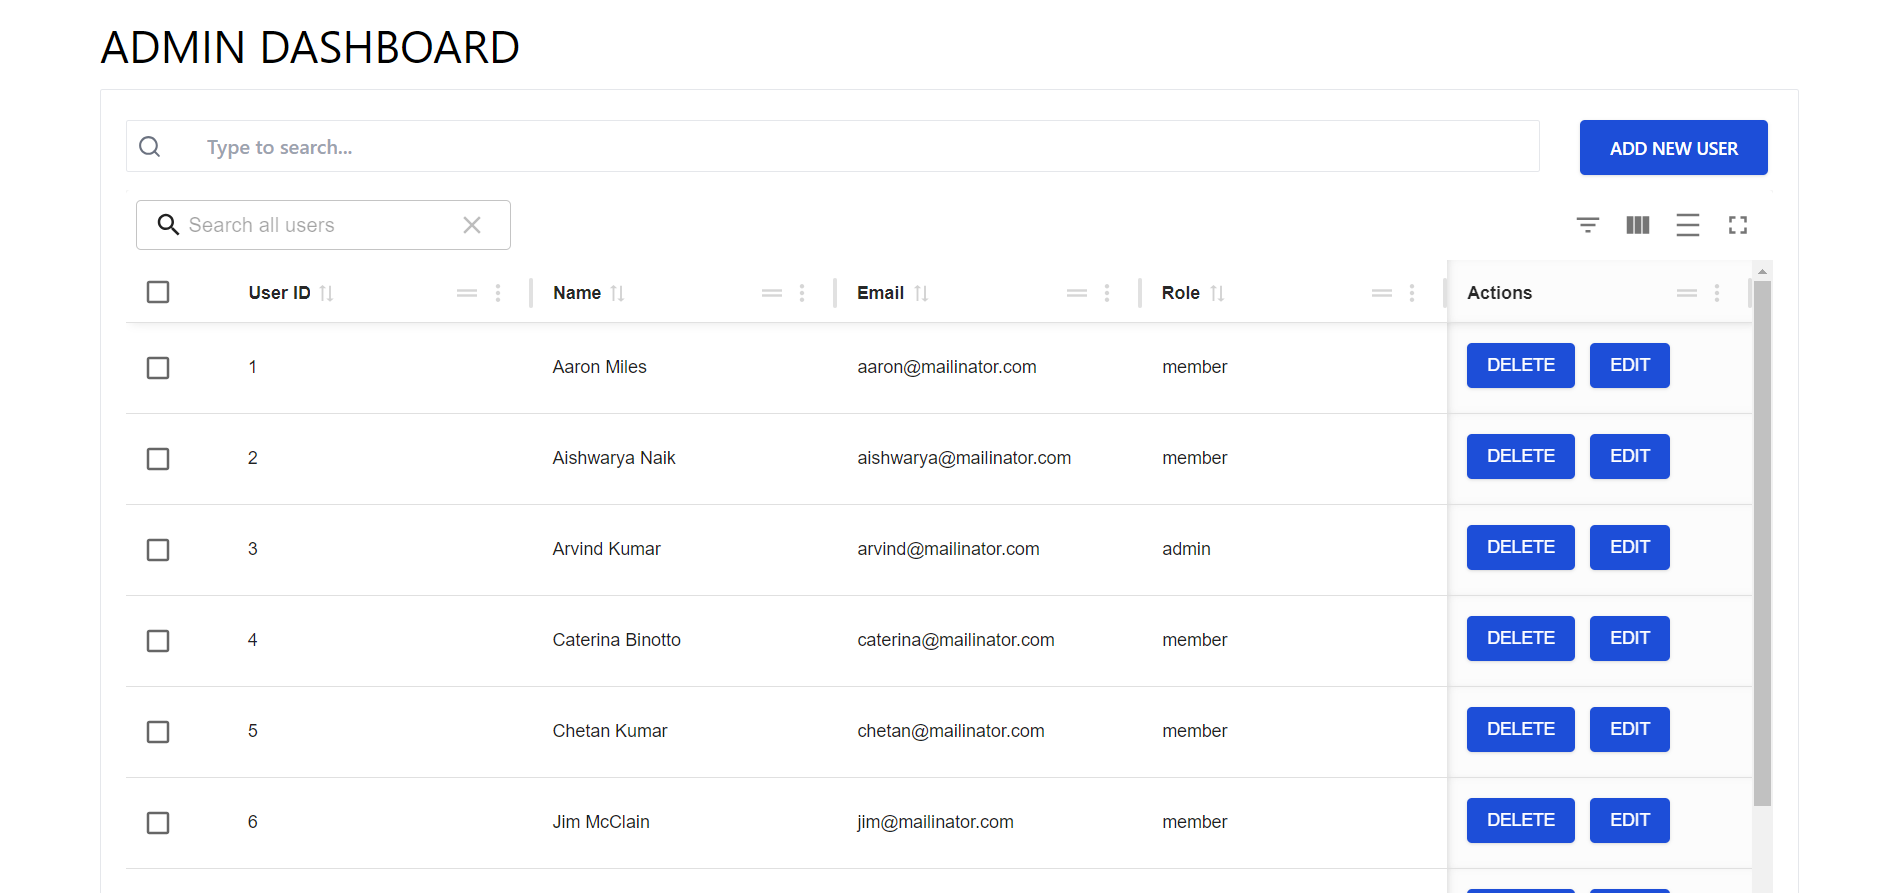 ADMIN DASHBOARD
Type to search...
ADD NEW USER
Search all users
User ID Name Email Role Actions
1 Aaron Miles aaron@mailinator.com member DELETE EDIT
2 Aishwarya Naik aishwarya@mailinator.com member DELETE EDIT
3 Arvind Kumar arvind@mailinator.com admin DELETE EDIT
4 Caterina Binotto caterina@mailinator.com member DELETE EDIT
5 Chetan Kumar chetan@mailinator.com member DELETE EDIT
6 Jim McClain jim@mailinator.com member DELETE EDIT